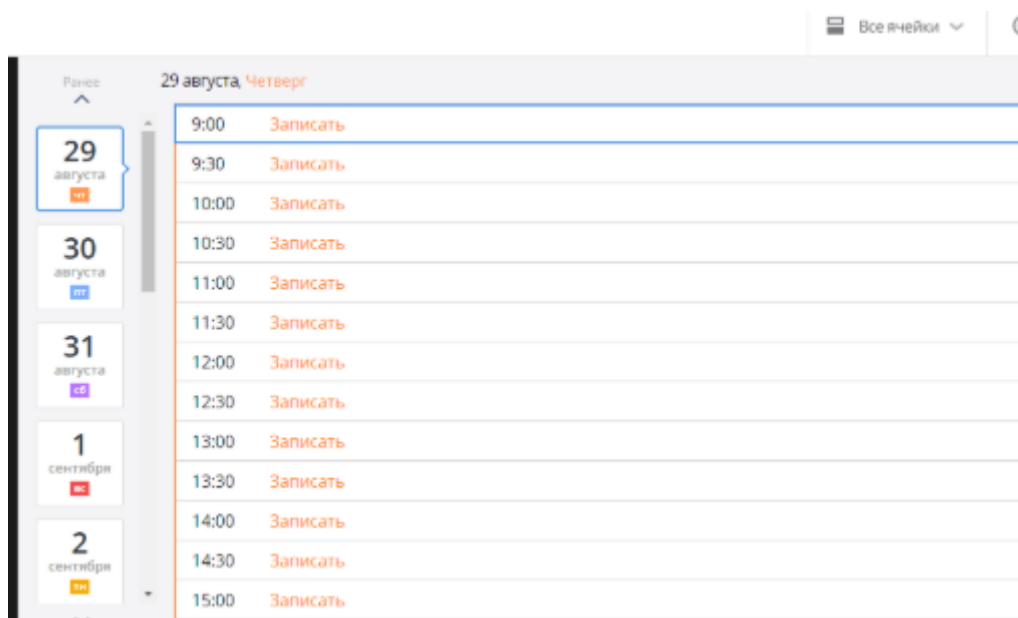 Все ячейки
Ранее
29 августа, Четверг
29
августа
чт
30
августа
пт
31
августа
сб
1
сентября
вс
2
сентября
пн
9:00 Записать
9:30 Записать
10:00 Записать
10:30 Записать
11:00 Записать
11:30 Записать
12:00 Записать
12:30 Записать
13:00 Записать
13:30 Записать
14:00 Записать
14:30 Записать
15:00 Записать